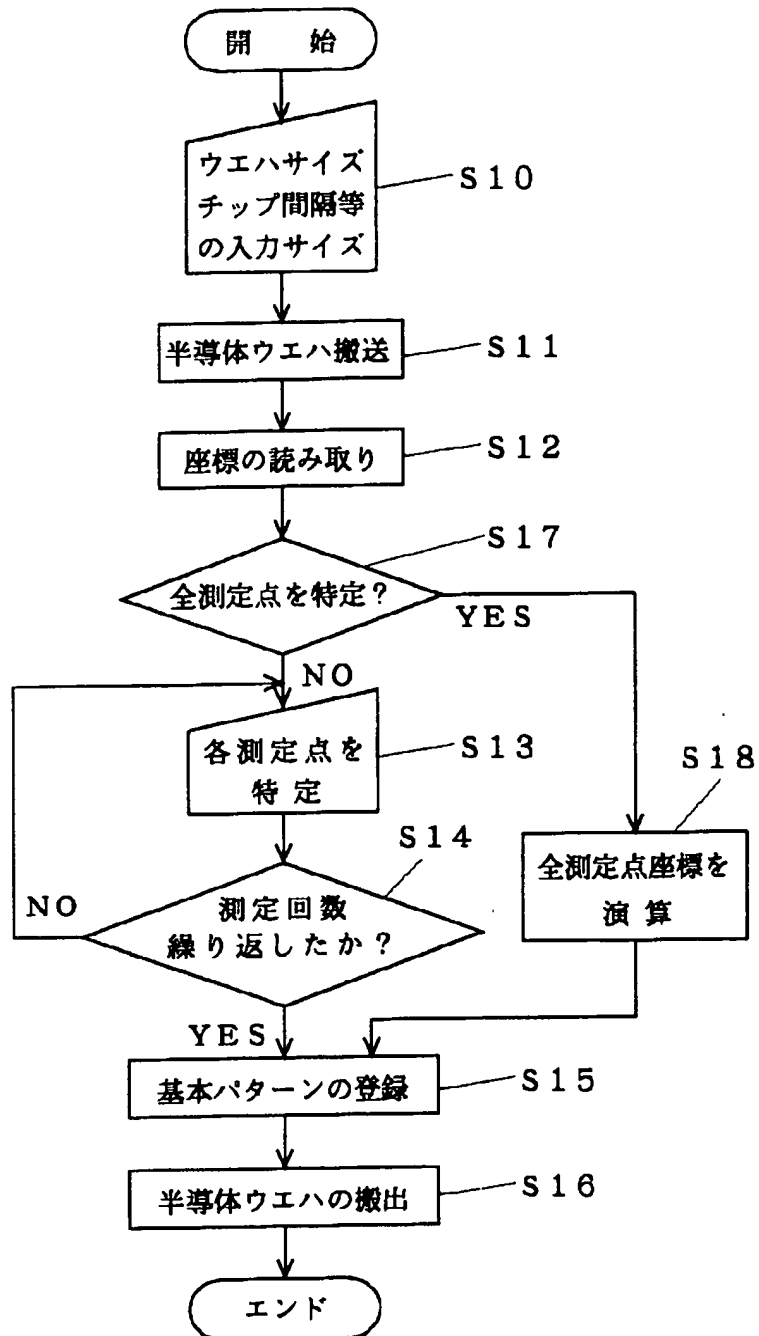 開 始
ウエハサイズ
チップ間隔等
の入力サイズ
S10
半導体ウエハ搬送
S11
座標の読み取り
S12
S17
全測定点を特定?
YES
NO
各測定点を
特定
S13
S18
全測定点座標を
演算
S14
測定回数
繰り返したか?
NO
YES
基本パターンの登録
S15
半導体ウエハの搬出
S16
エンド